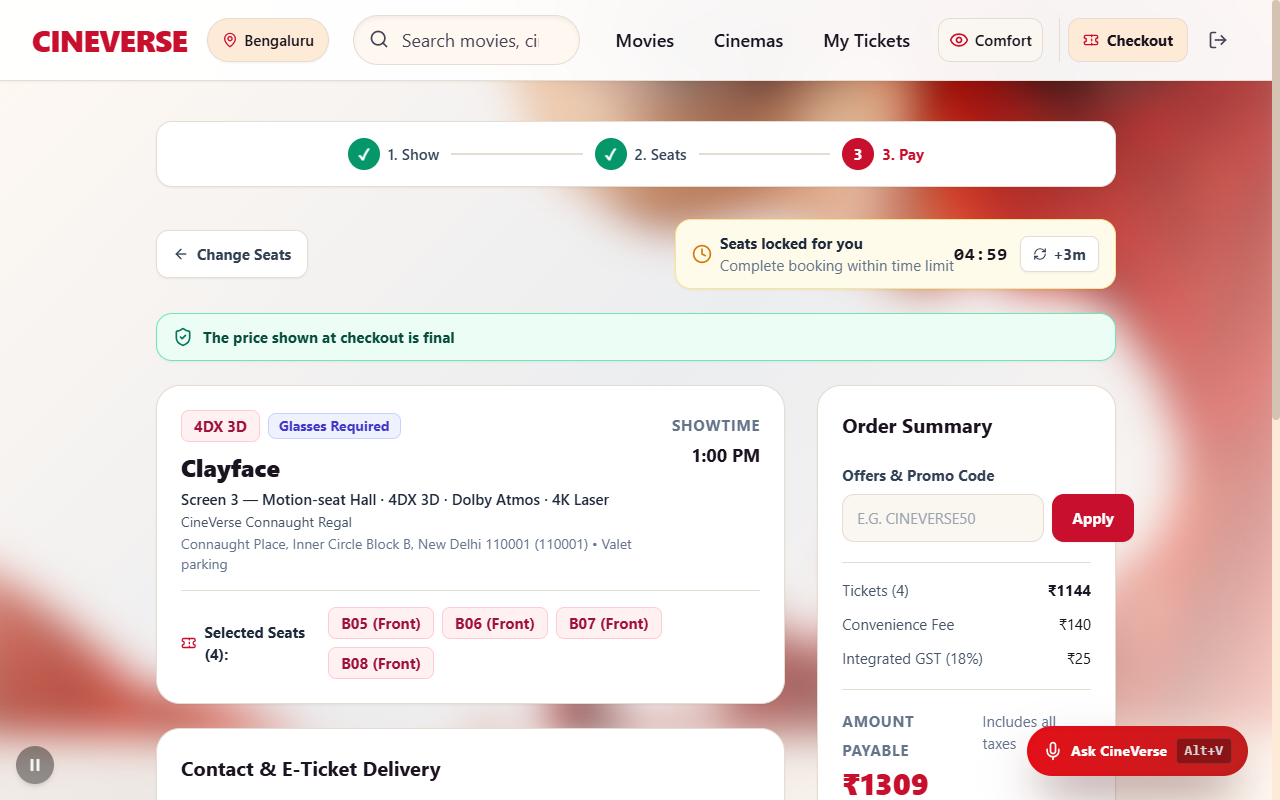 CINEVERSE
Bengaluru
Search movies, ci
Movies
Cinemas
My Tickets
Comfort
Checkout
1. Show
2. Seats
3
3. Pay
Change Seats
Seats locked for you
Complete booking within time limit
04:59
+3m
The price shown at checkout is final
4DX 3D
Glasses Required
SHOWTIME
Clayface
1:00 PM
Screen 3 — Motion-seat Hall · 4DX 3D · Dolby Atmos · 4K Laser
CineVerse Connaught Regal
Connaught Place, Inner Circle Block B, New Delhi 110001 (110001) • Valet
parking
Selected Seats
(4):
B05 (Front)
B06 (Front)
B07 (Front)
B08 (Front)
Contact & E-Ticket Delivery
Order Summary
Offers & Promo Code
E.G. CINEVERSE50
Apply
Tickets (4)
₹1144
Convenience Fee
₹140
Integrated GST (18%)
₹25
AMOUNT
PAYABLE
Includes all
taxes
₹1309
Ask CineVerse
Alt+V